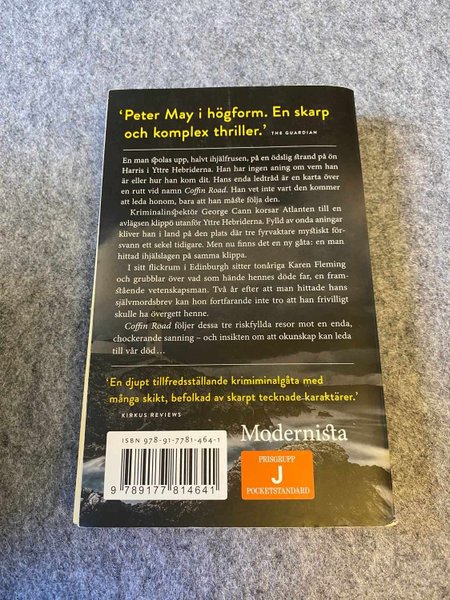 ‘Peter May i högform. En skarp
och komplex thriller.’ THE GUARDIAN
En man spolas upp, halvt ihjälfrusen, på en ödslig strand på ön
Harris i Yttre Hebriderna. Han har ingen aning om vem han
är eller hur han kom dit. Hans enda ledtråd är en karta över
en rutt vid namn Coffin Road. Han vet inte vart den kommer
att leda honom, bara att han måste följa den.
Kriminalinspektör George Cann korsar Atlanten till en
avlägsen klippö utanför Yttre Hebriderna. Fylld av onda aningar
kliver han i land på den plats där tre fyrvaktare mystiskt för-
svann ett sekel tidigare. Men nu finns det en ny gåta: en man
hittad ihjälslagen på samma klippa.
I sitt flickrum i Edinburgh sitter tonåriga Karen Fleming
och grubblar över vad som hände hennes döde far, en fram-
stående vetenskapsman. Två år efter att man hittade hans
självmordsbrev kan hon fortfarande inte tro att han frivilligt
skulle ha övergett henne.
Coffin Road följer dessa tre riskfyllda resor mot en enda,
chockerande sanning – och insikten om att okunskap kan leda
till vår död…
‘En djupt tillfredsställande krimiminalgåta med
många skikt, befolkad av skarpt tecknade karaktärer.’
KIRKUS REVIEWS
ISBN 978-91-7781-464-1
9 789177 814641
Modernista
PRISGRUPP
J
POCKETSTANDARD